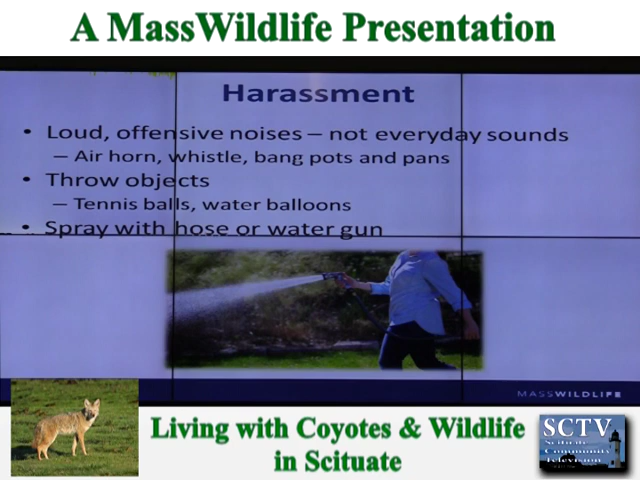 A MassWildlife Presentation
Harassment
• Loud, offensive noises – not everyday sounds
– Air horn, whistle, bang pots and pans
• Throw objects
– Tennis balls, water balloons
• Spray with hose or water gun
MASSWILDLIFE
Living with Coyotes & Wildlife
in Scituate
SCTV
Scituate
Community
Television